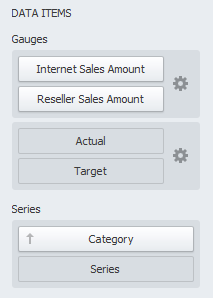 DATA ITEMS
Gauges
Internet Sales Amount
Reseller Sales Amount
Actual
Target
Series
Category
Series